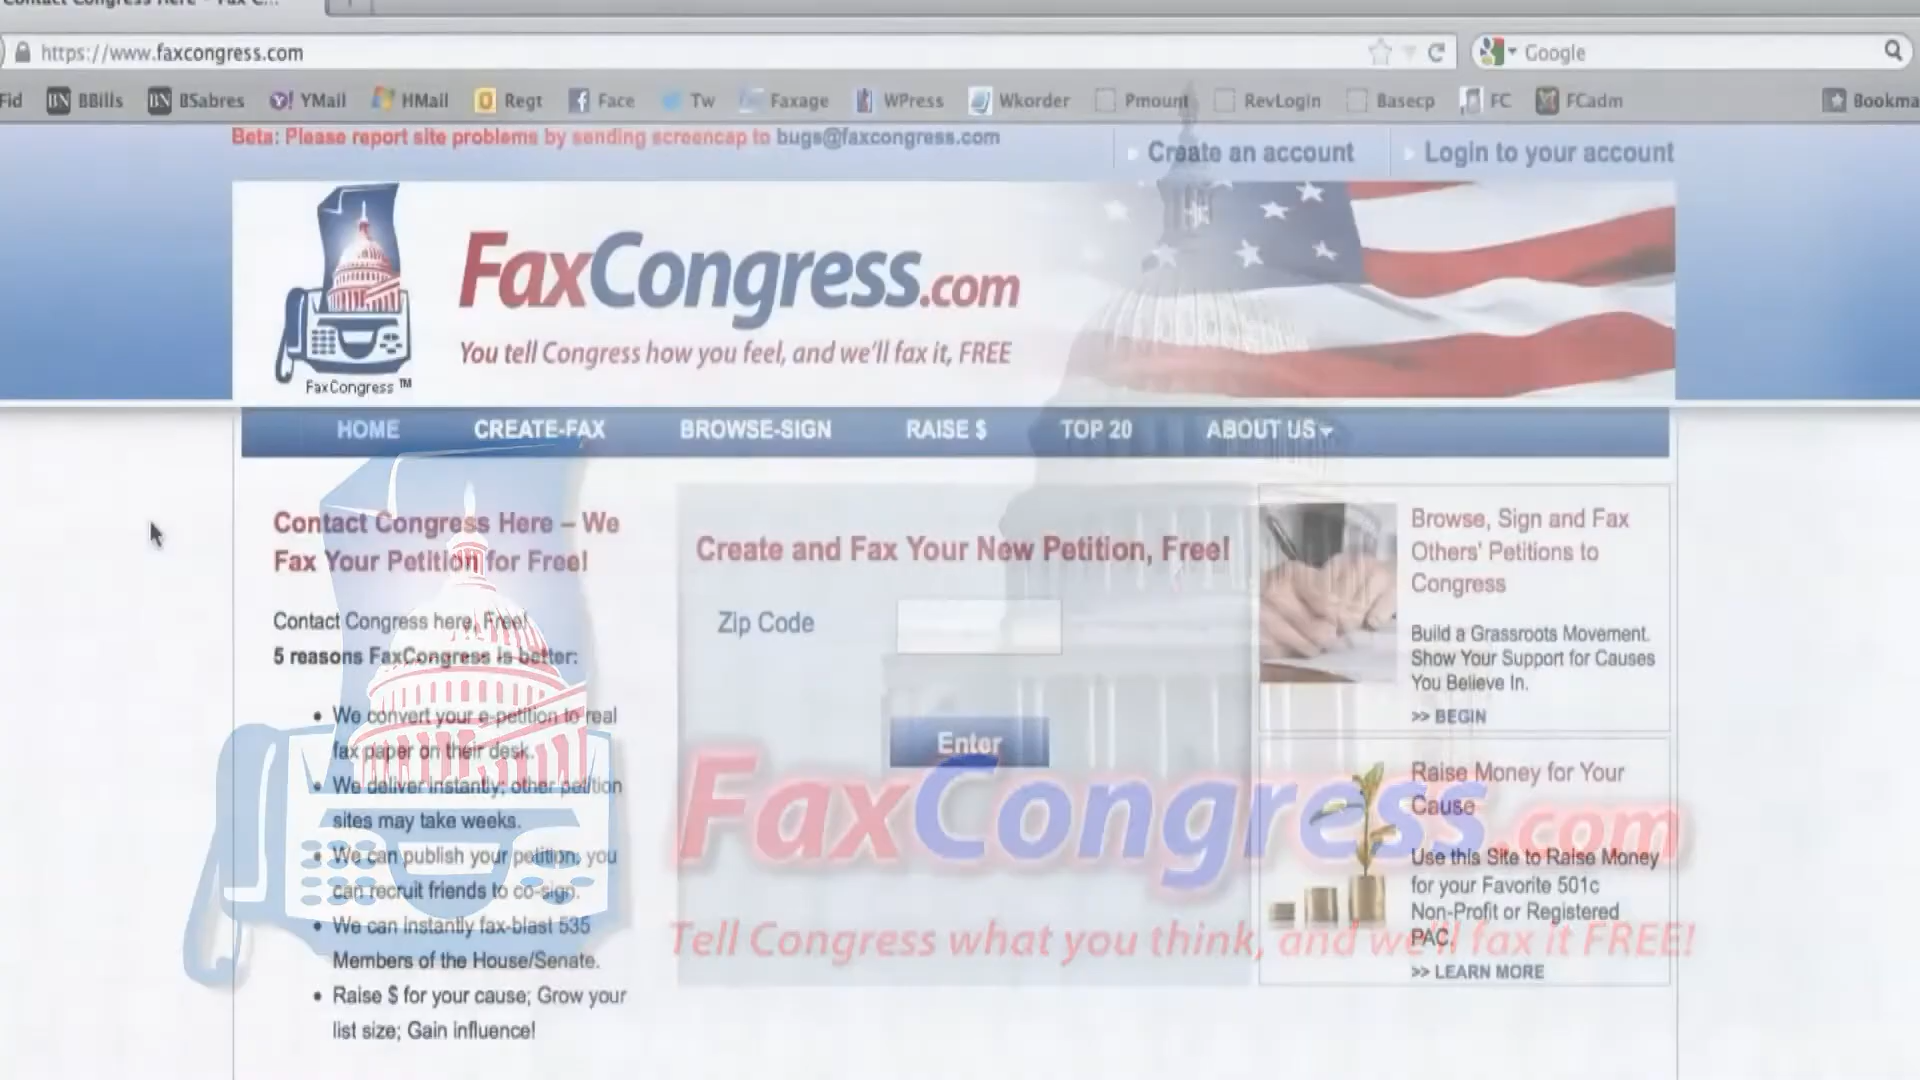 Contact Congress Here – Fax C...
https://www.faxcongress.com
Google
Fid
BBills
BSabres
YMail
HMail
Regt
Face
Tw
Faxage
WPress
Wkorder
Pmount
RevLogin
Basecp
FC
FCadm
Bookma
Beta: Please report site problems by sending screencap to bugs@faxcongress.com
Create an account
Login to your account
FaxCongress.com
You tell Congress how you feel, and we'll fax it, FREE
FaxCongress ™
HOME
CREATE-FAX
BROWSE-SIGN
RAISE $
TOP 20
ABOUT US
Contact Congress Here – We
Fax Your Petition for Free!
Contact Congress here, Free!
5 reasons FaxCongress is better:
• We convert your e-petition to real
fax paper on their desk.
• We deliver instantly; other petition
sites may take weeks.
• We can publish your petition, you
can recruit friends to co-sign.
• We can instantly fax-blast 535
Members of the House/Senate.
• Raise $ for your cause; Grow your
list size; Gain influence!
Create and Fax Your New Petition, Free!
Zip Code
Enter
Browse, Sign and Fax
Others' Petitions to
Congress
Build a Grassroots Movement.
Show Your Support for Causes
You Believe In.
>> BEGIN
Raise Money for Your
Cause
Use this Site to Raise Money
for your Favorite 501c
Non-Profit or Registered
PAC.
>> LEARN MORE
FaxCongress.com
Tell Congress what you think, and we'll fax it FREE!